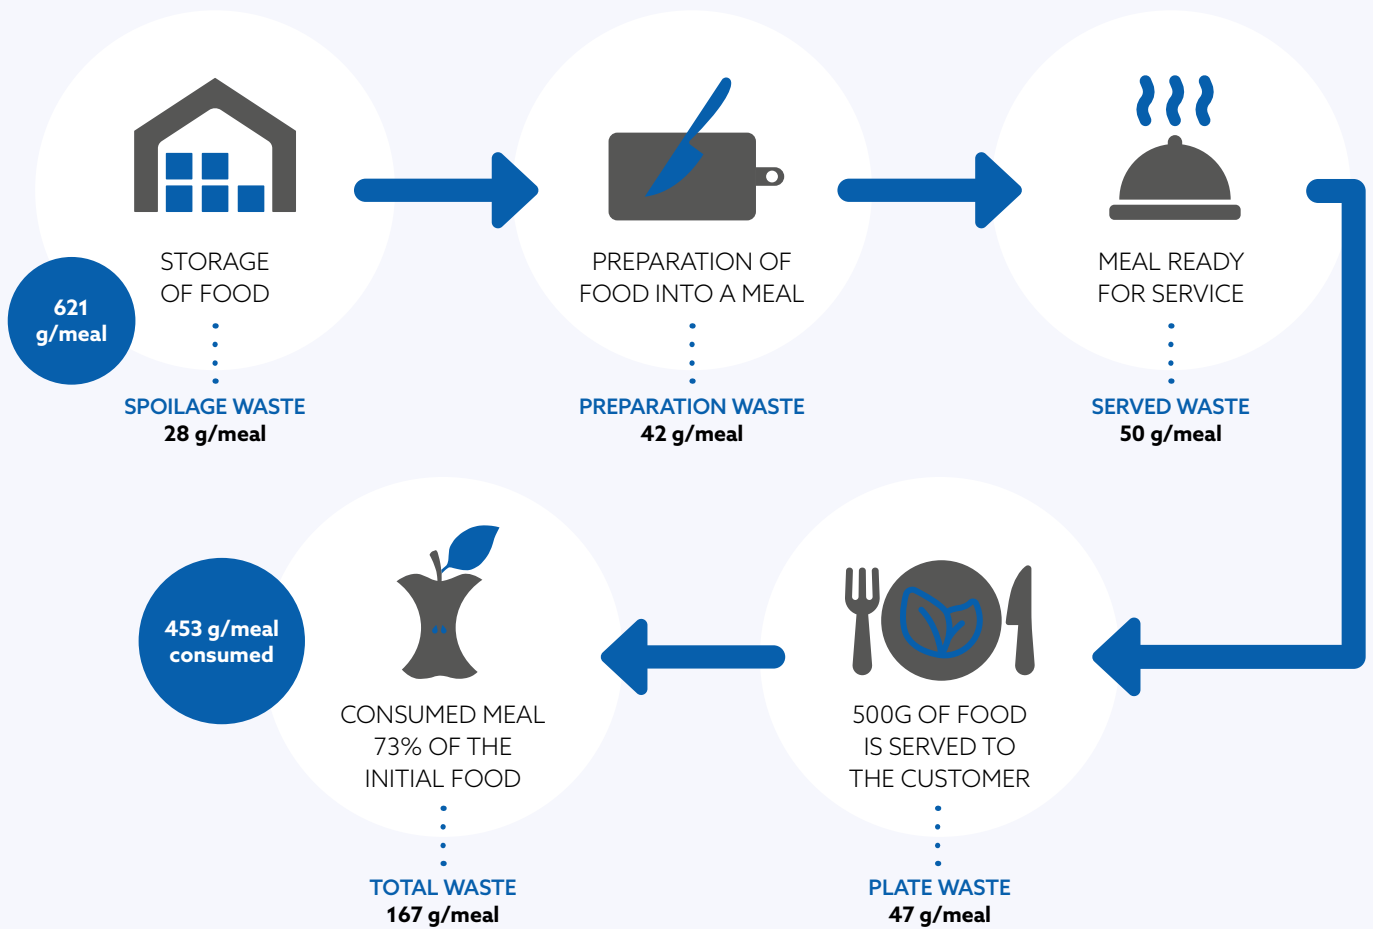 STORAGE
OF FOOD
621
g/meal
SPOILAGE WASTE
28 g/meal
PREPARATION OF
FOOD INTO A MEAL
PREPARATION WASTE
42 g/meal
MEAL READY
FOR SERVICE
SERVED WASTE
50 g/meal
500G OF FOOD
IS SERVED TO
THE CUSTOMER
PLATE WASTE
47 g/meal
453 g/meal
consumed
CONSUMED MEAL
73% OF THE
INITIAL FOOD
TOTAL WASTE
167 g/meal